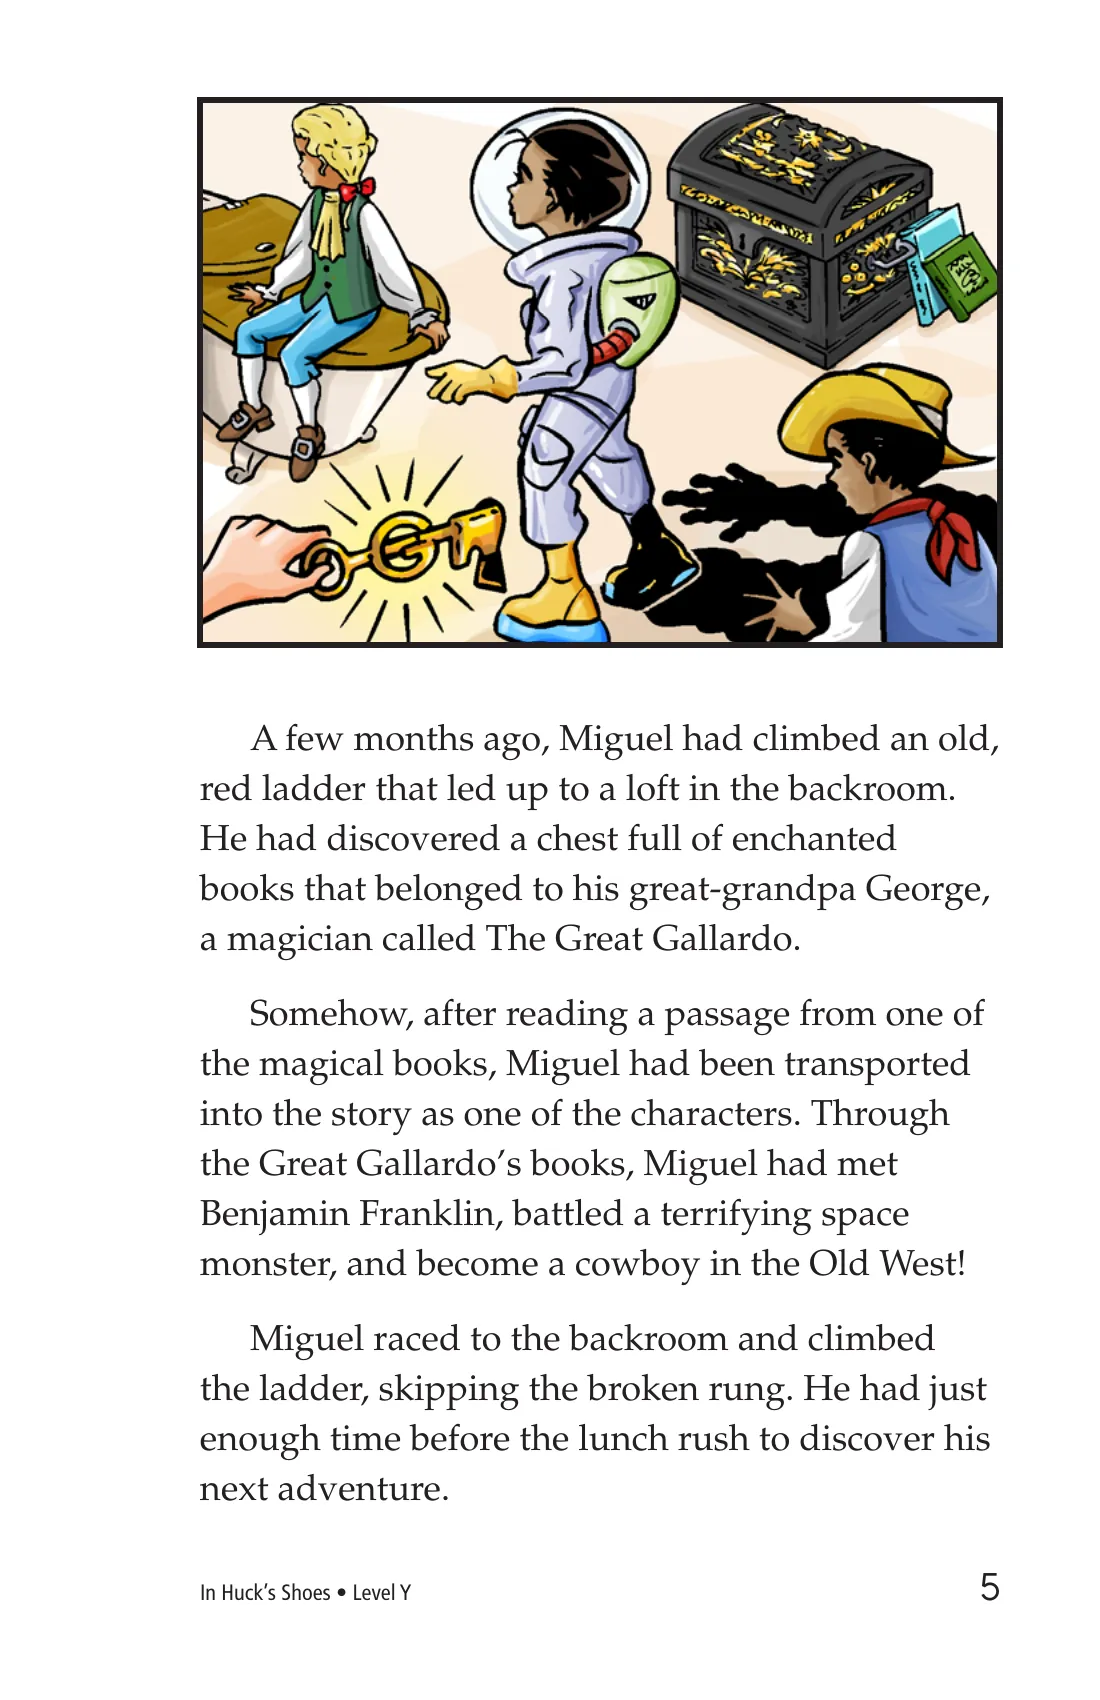 G
A few months ago, Miguel had climbed an old,
red ladder that led up to a loft in the backroom.
He had discovered a chest full of enchanted
books that belonged to his great-grandpa George,
a magician called The Great Gallardo.
Somehow, after reading a passage from one of
the magical books, Miguel had been transported
into the story as one of the characters. Through
the Great Gallardo’s books, Miguel had met
Benjamin Franklin, battled a terrifying space
monster, and become a cowboy in the Old West!
Miguel raced to the backroom and climbed
the ladder, skipping the broken rung. He had just
enough time before the lunch rush to discover his
next adventure.
In Huck’s Shoes • Level Y
5